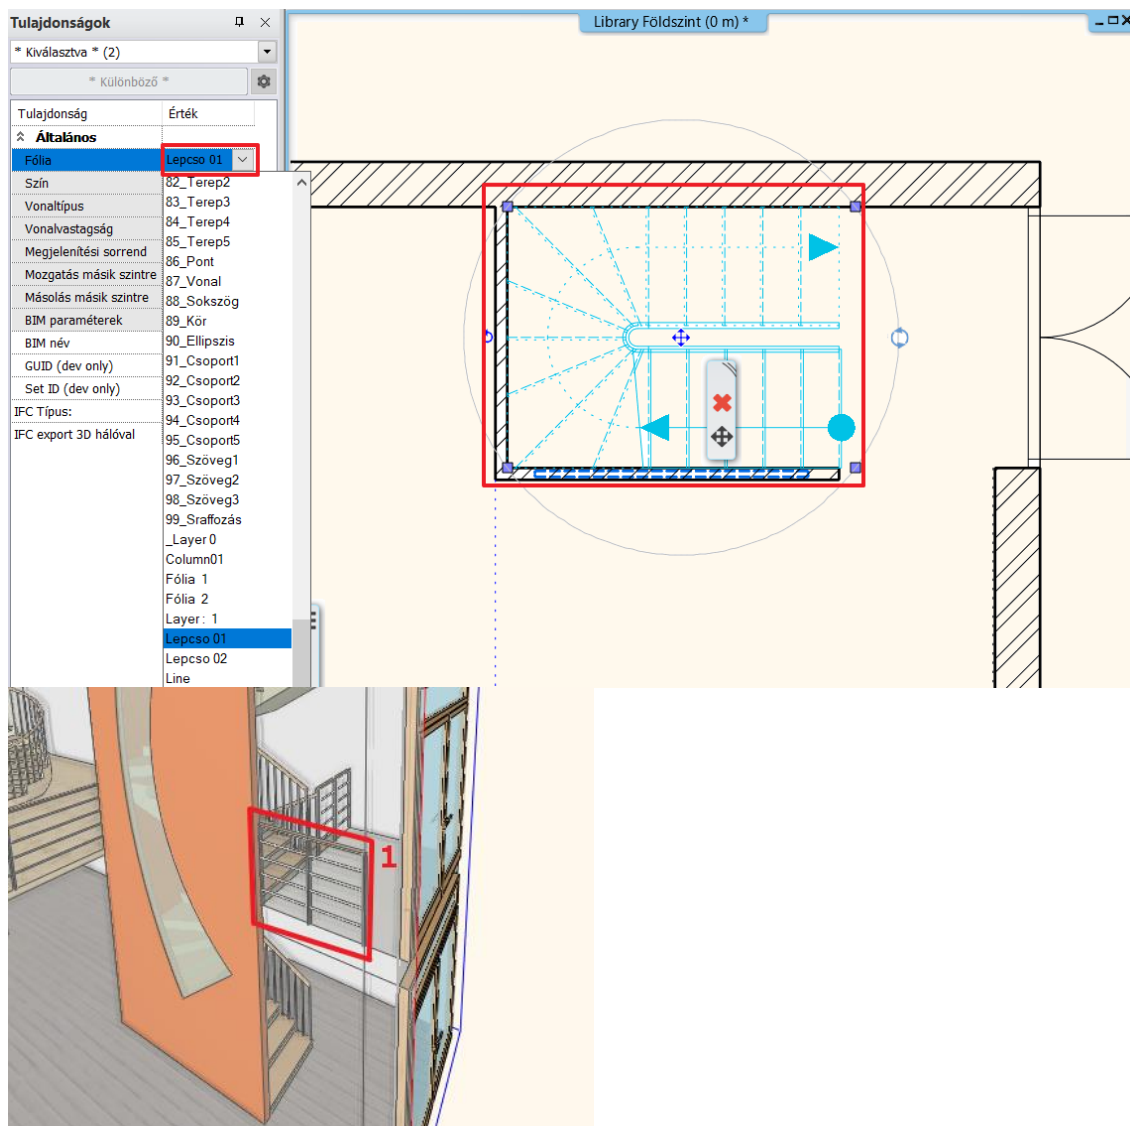 Tulajdonságok
Library Földszint (0 m) *
* Kiválasztva * (2)
* Különböző *
Tulajdonság Érték
Általános
Fólia Lepcso 01
Szín
Vonaltípus
Vonalvastagság
Megjelenítési sorrend
Mozgatás másik szintre
Másolás másik szintre
BIM paraméterek
BIM név
GUID (dev only)
Set ID (dev only)
IFC Típus:
IFC export 3D hálóval
82_Terep2
83_Terep3
84_Terep4
85_Terep5
86_Pont
87_Vonal
88_Sokszög
89_Kör
90_Ellipszis
91_Csoport1
92_Csoport2
93_Csoport3
94_Csoport4
95_Csoport5
96_Szöveg1
97_Szöveg2
98_Szöveg3
99_Sraffozás
_Layer0
Column01
Fólia 1
Fólia 2
Layer: 1
Lepcso 01
Lepcso 02
Line
1